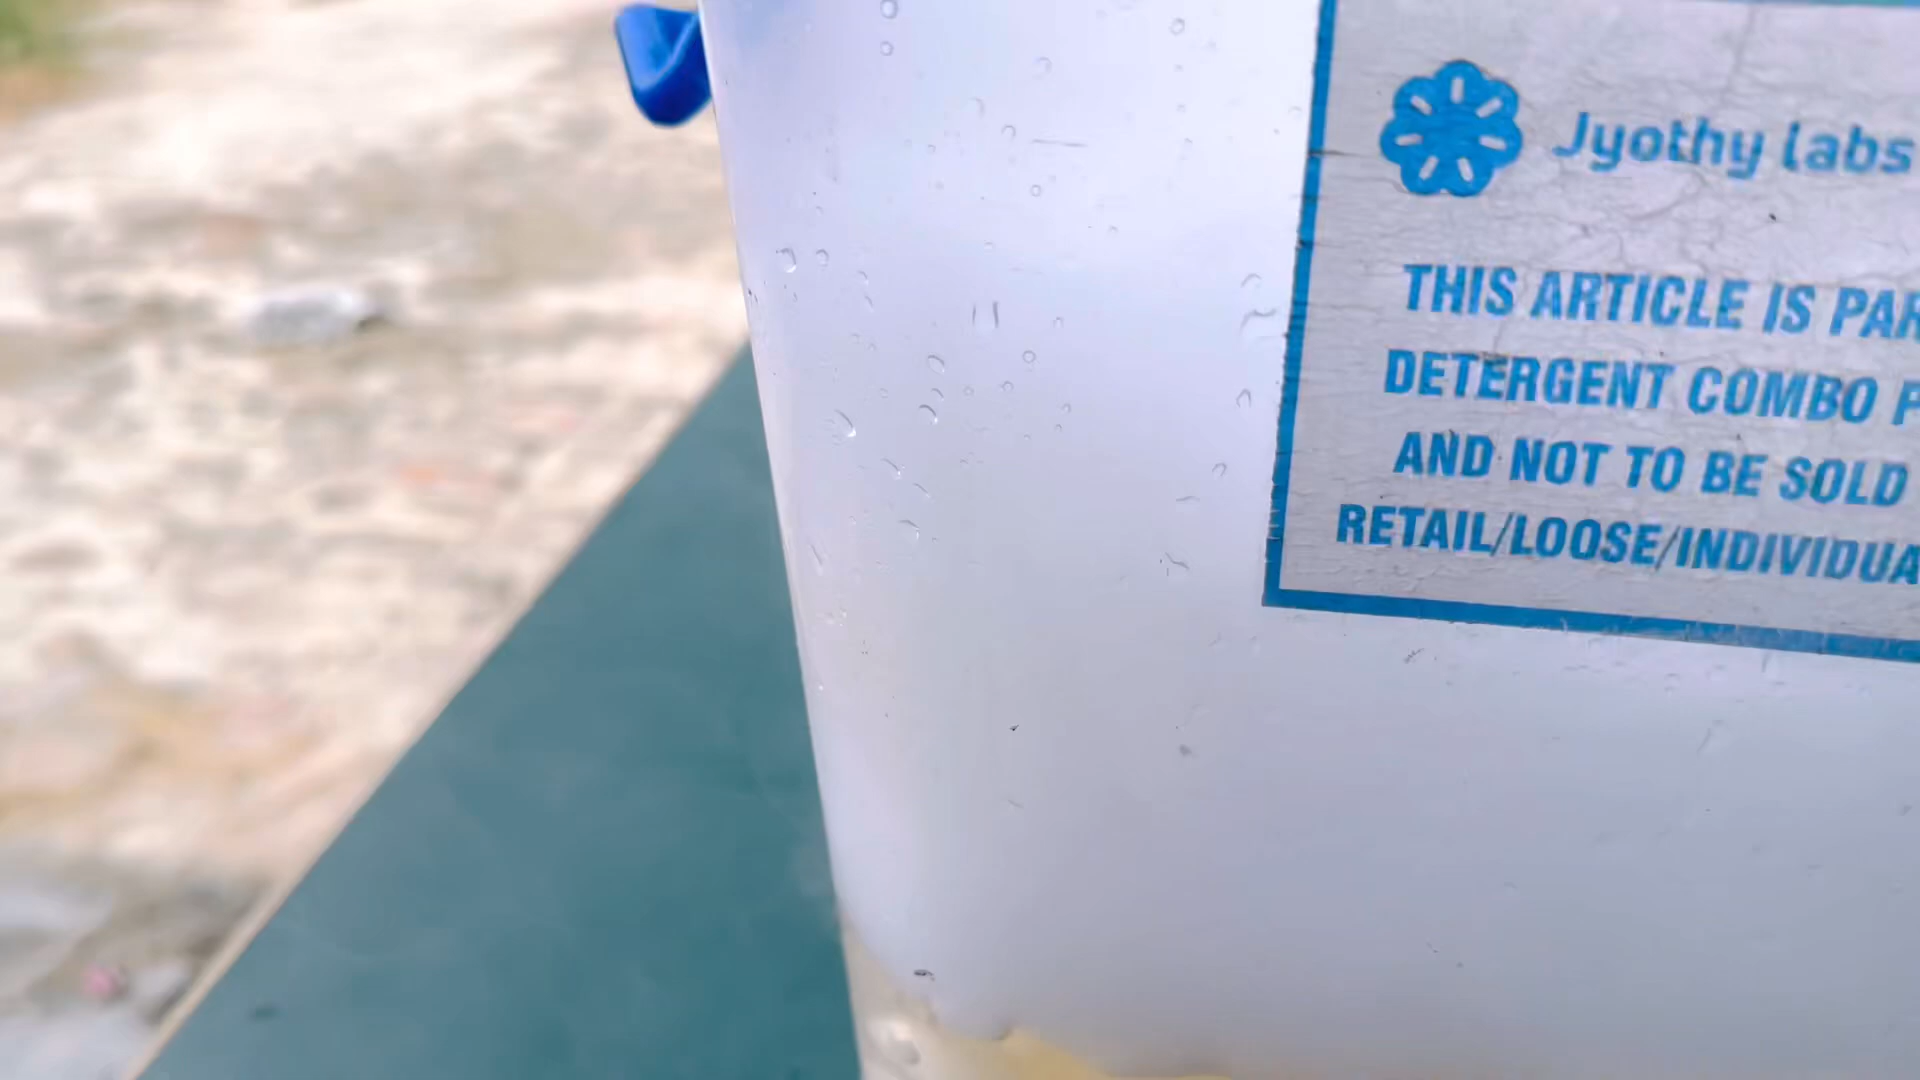 Jyothy labs
THIS ARTICLE IS PAR
DETERGENT COMBO P
AND NOT TO BE SOLD
RETAIL/LOOSE/INDIVIDUA